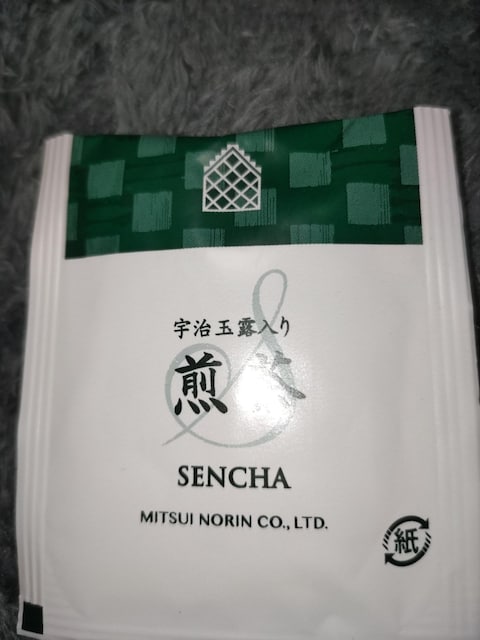 宇治玉露入り
煎茶
SENCHA
MITSUI NORIN CO., LTD.
紙